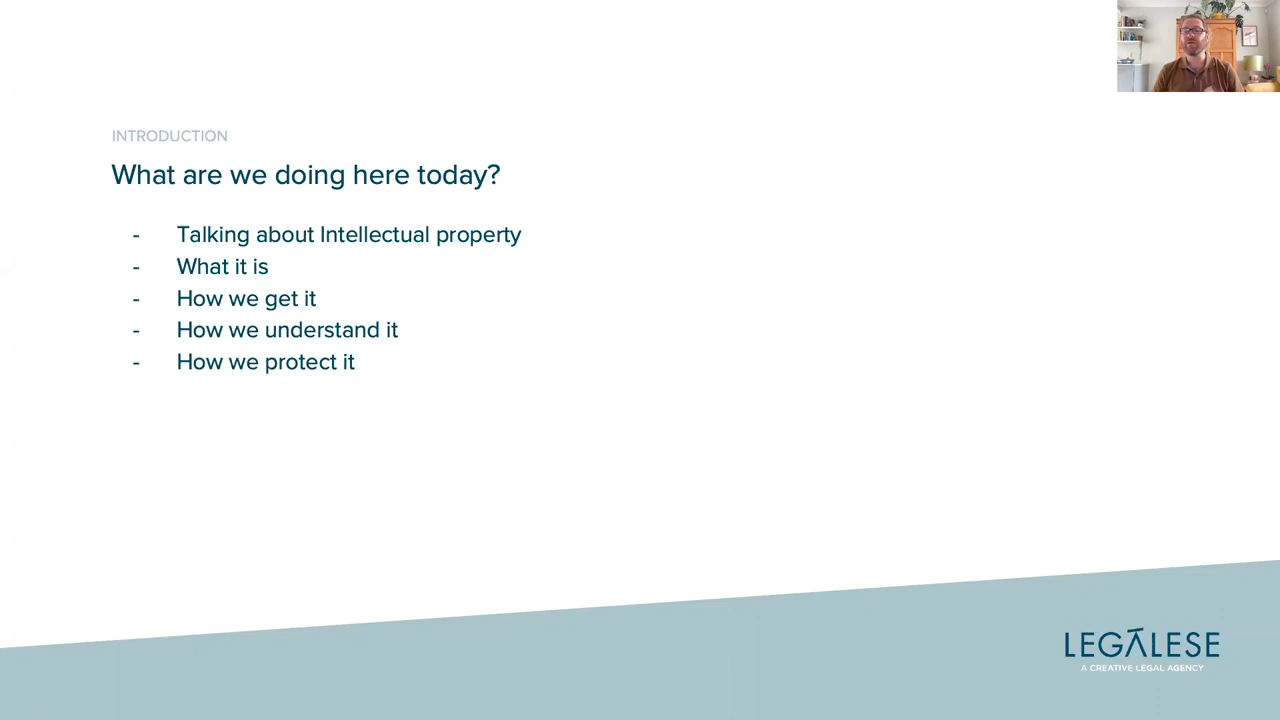 INTRODUCTION
What are we doing here today?
- Talking about Intellectual property
- What it is
- How we get it
- How we understand it
- How we protect it
LEGALESE
A CREATIVE LEGAL AGENCY